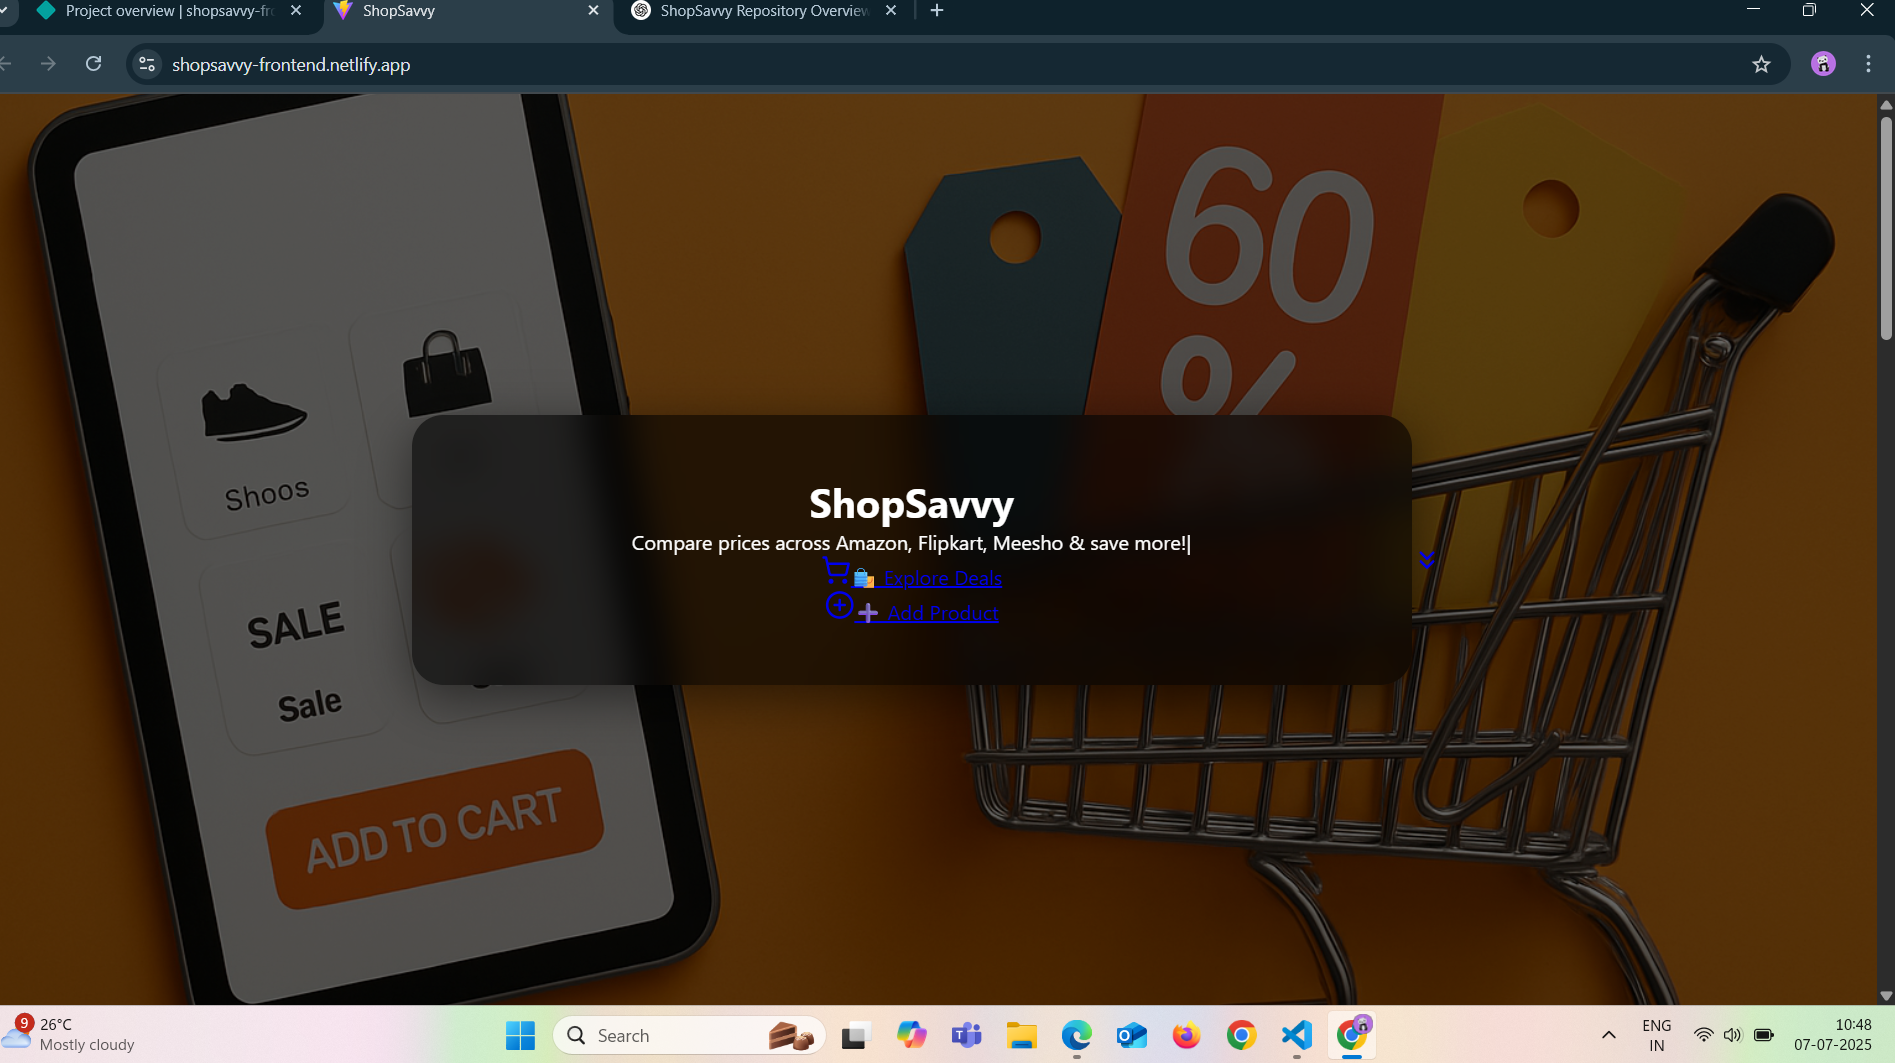 Project overview | shopsavvy-fr
ShopSavvy
ShopSavvy Repository Overview
shopsavvy-frontend.netlify.app
60
%
Shoos
SALE
Sale
ADD TO CART
ShopSavvy
Compare prices across Amazon, Flipkart, Meesho & save more!|
🛍️ Explore Deals
➕ Add Product
9
26°C
Mostly cloudy
Search
ENG
IN
10:48
07-07-2025